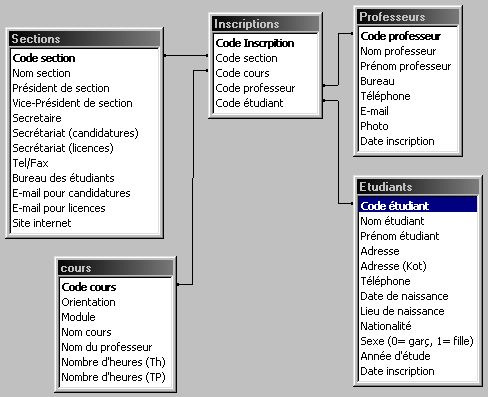 Sections
Code section
Nom section
Président de section
Vice-Président de section
Secretaire
Secrétariat (candidatures)
Secrétariat (licences)
Tel/Fax
Bureau des étudiants
E-mail pour candidatures
E-mail pour licences
Site internet
Inscriptions
Code Inscrpition
Code section
Code cours
Code professeur
Code étudiant
Professeurs
Code professeur
Nom professeur
Prénom professeur
Bureau
Téléphone
E-mail
Photo
Date inscription
Etudiants
Code étudiant
Nom étudiant
Prénom étudiant
Adresse
Adresse (Kot)
Téléphone
Date de naissance
Lieu de naissance
Nationalité
Sexe (0= garç, 1= fille)
Année d'étude
Date inscription
cours
Code cours
Orientation
Module
Nom cours
Nom du professeur
Nombre d'heures (Th)
Nombre d'heures (TP)